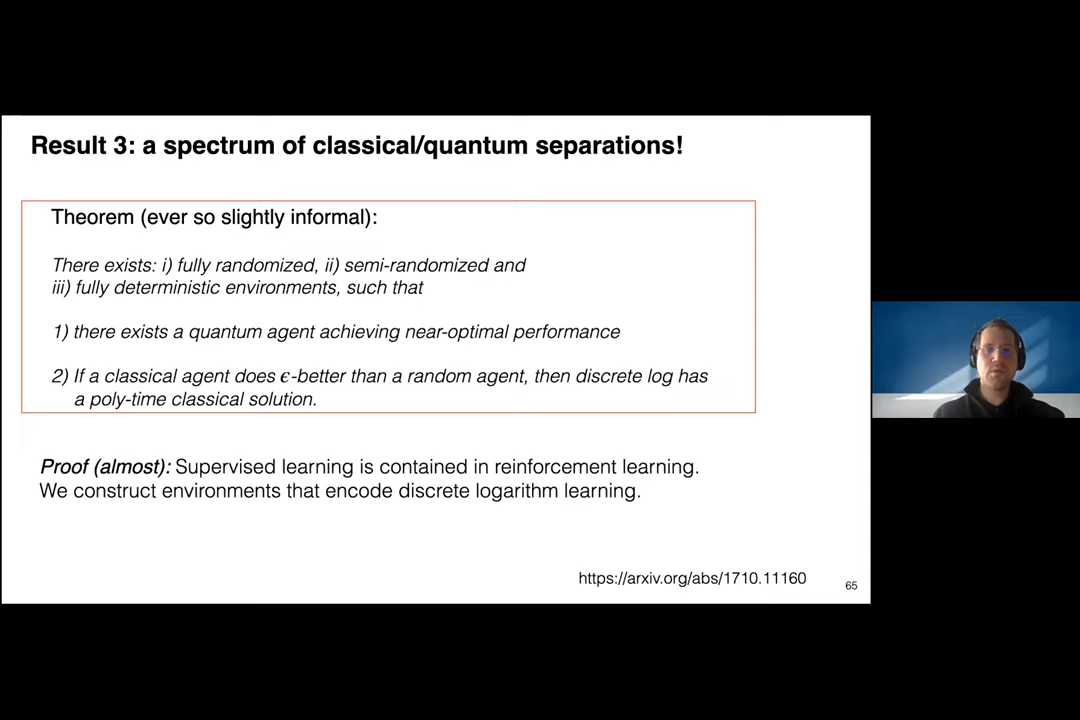 Result 3: a spectrum of classical/quantum separations!
Theorem (ever so slightly informal):
There exists: i) fully randomized, ii) semi-randomized and
iii) fully deterministic environments, such that
1) there exists a quantum agent achieving near-optimal performance
2) If a classical agent does ϵ-better than a random agent, then discrete log has
a poly-time classical solution.
Proof (almost): Supervised learning is contained in reinforcement learning.
We construct environments that encode discrete logarithm learning.
https://arxiv.org/abs/1710.11160
65